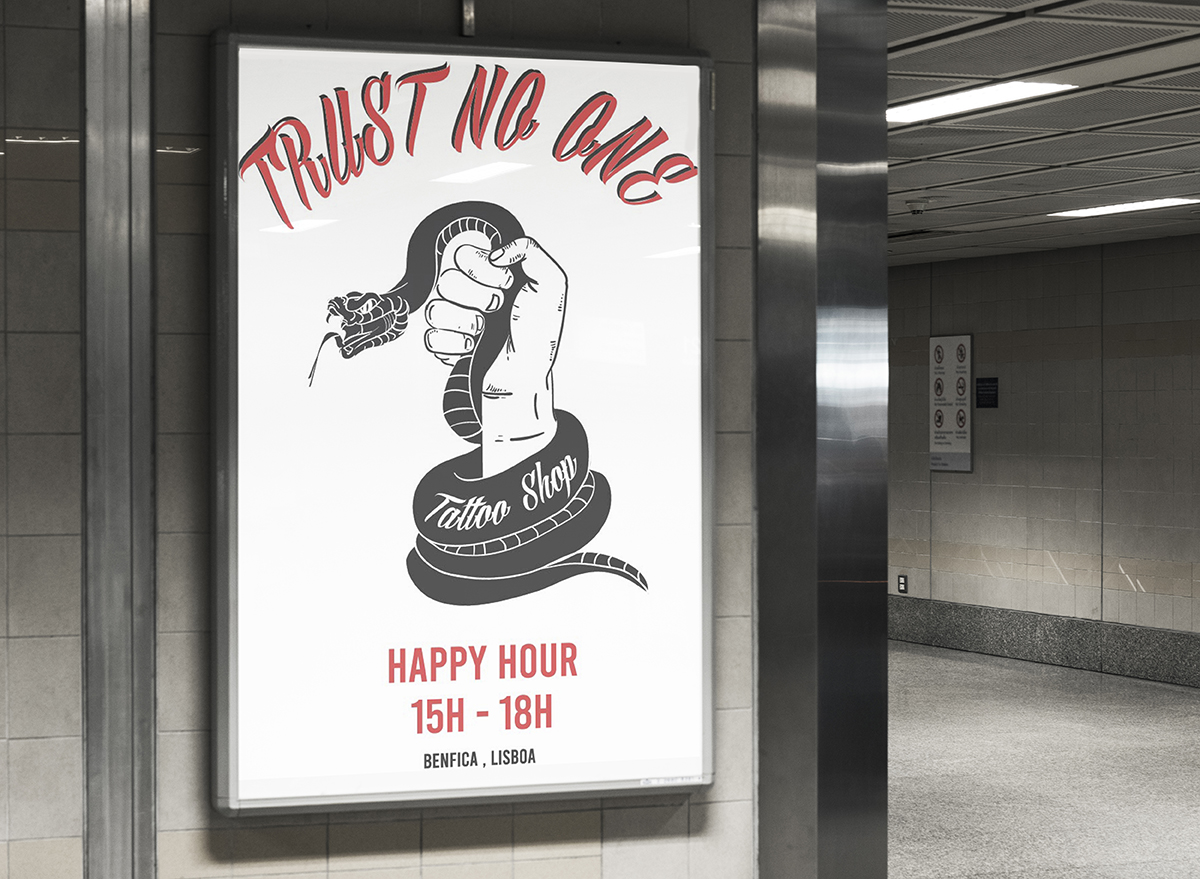 TRUST NO ONE
Tattoo Shop
HAPPY HOUR
15H - 18H
BENFICA , LISBOA